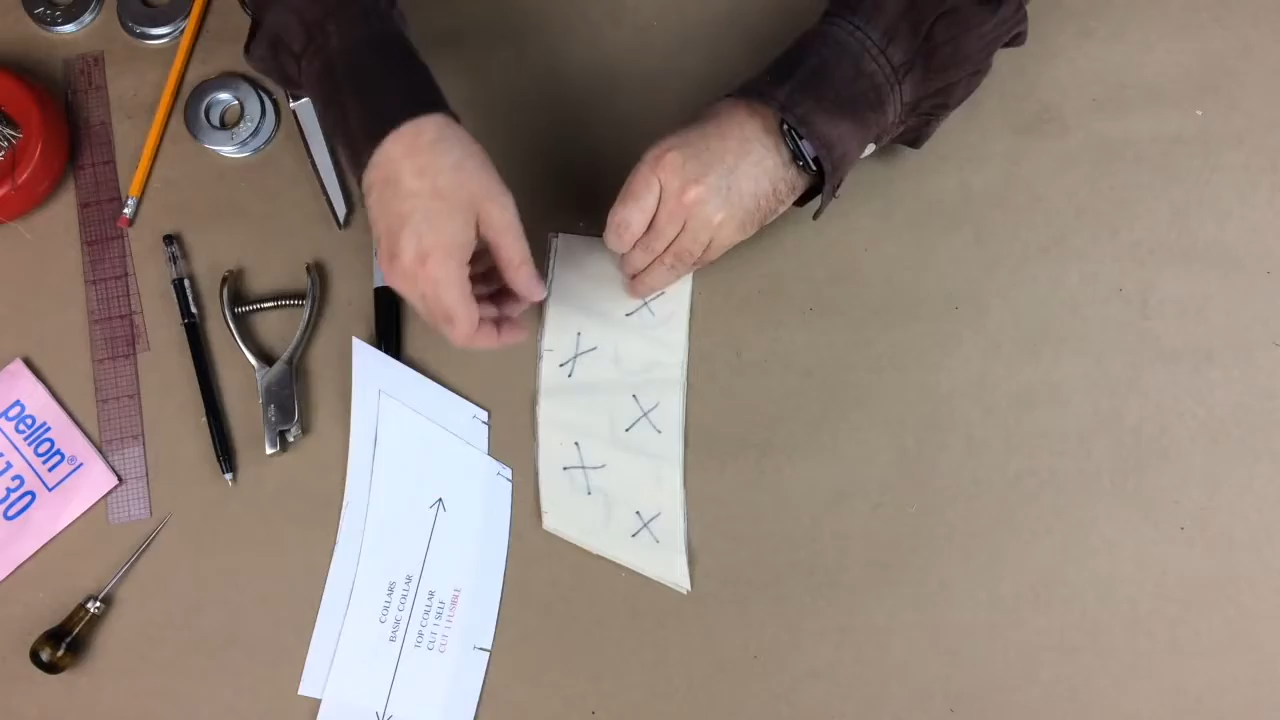 pellon®
130
COLLARS
BASIC COLLAR
TOP COLLAR
CUT 1 SELF
CUT 1 FUSIBLE